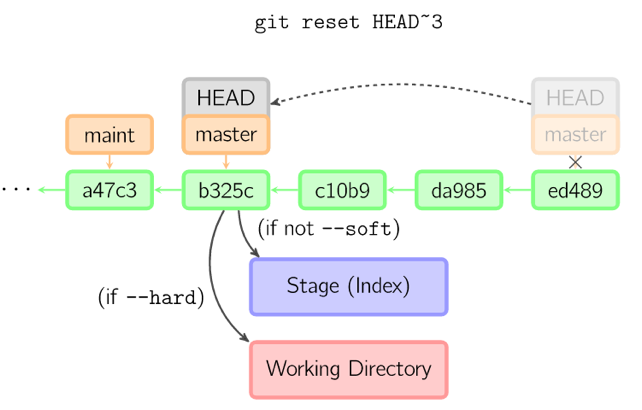 git reset HEAD~3
HEAD
HEAD
maint
master
master
...
a47c3
b325c
c10b9
da985
ed489
(if not --soft)
Stage (Index)
(if --hard)
Working Directory